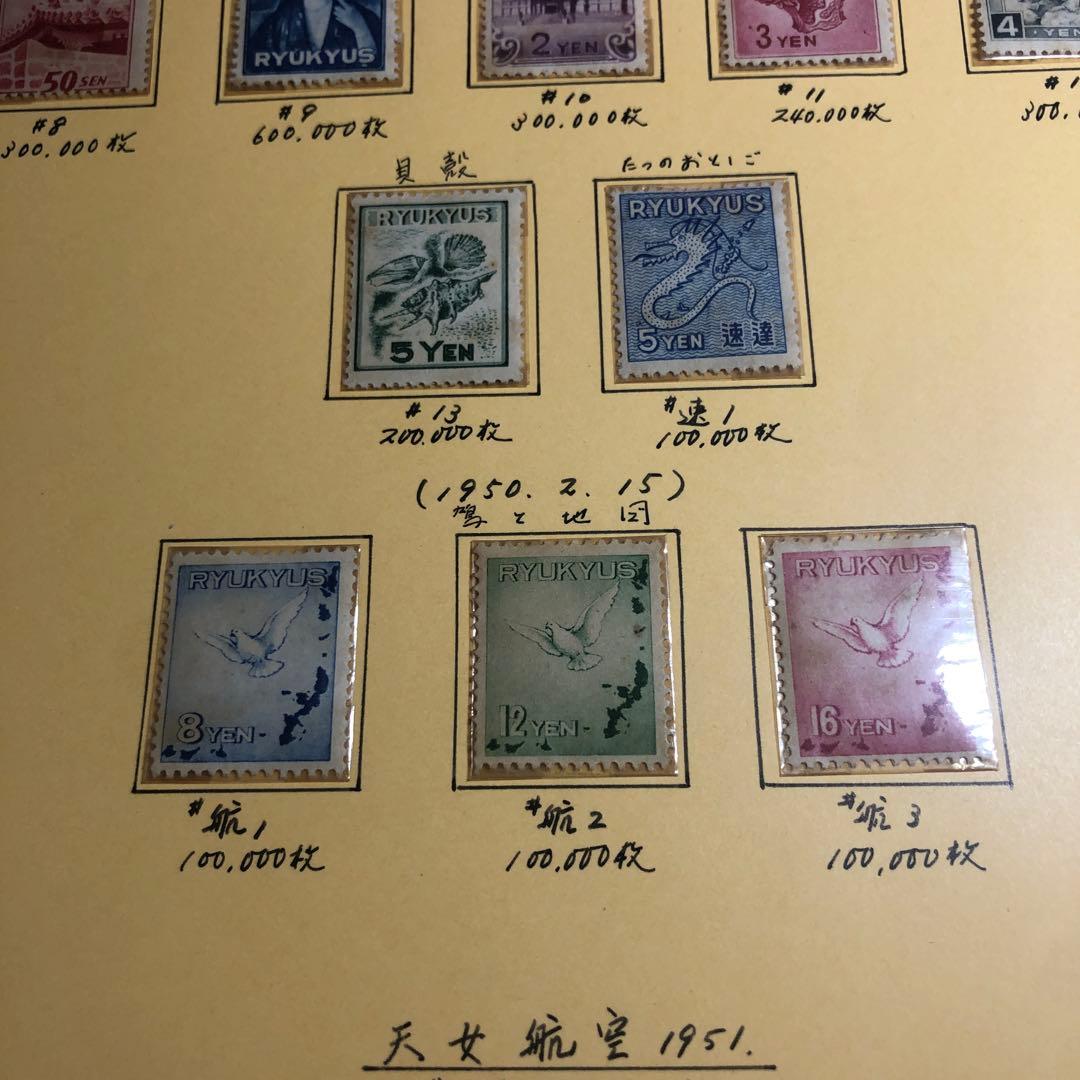 50 SEN
RYUKYUS
2 YEN
3 YEN
4 YEN
#8
300.000枚
#9
600.000枚
#10
300.000枚
#11
240.000枚
300.
貝殻
たつのおとしご
RYUKYUS
5 YEN
RYUKYUS
5 YEN 速達
#13
200.000枚
#速1
100.000枚
(1950. 2. 15)
鳩と地図
RYUKYUS
8 YEN
RYUKYUS
12 YEN
RYUKYUS
16 YEN
#航1
100,000枚
#航2
100,000枚
#航3
100,000枚
天女航空 1951.